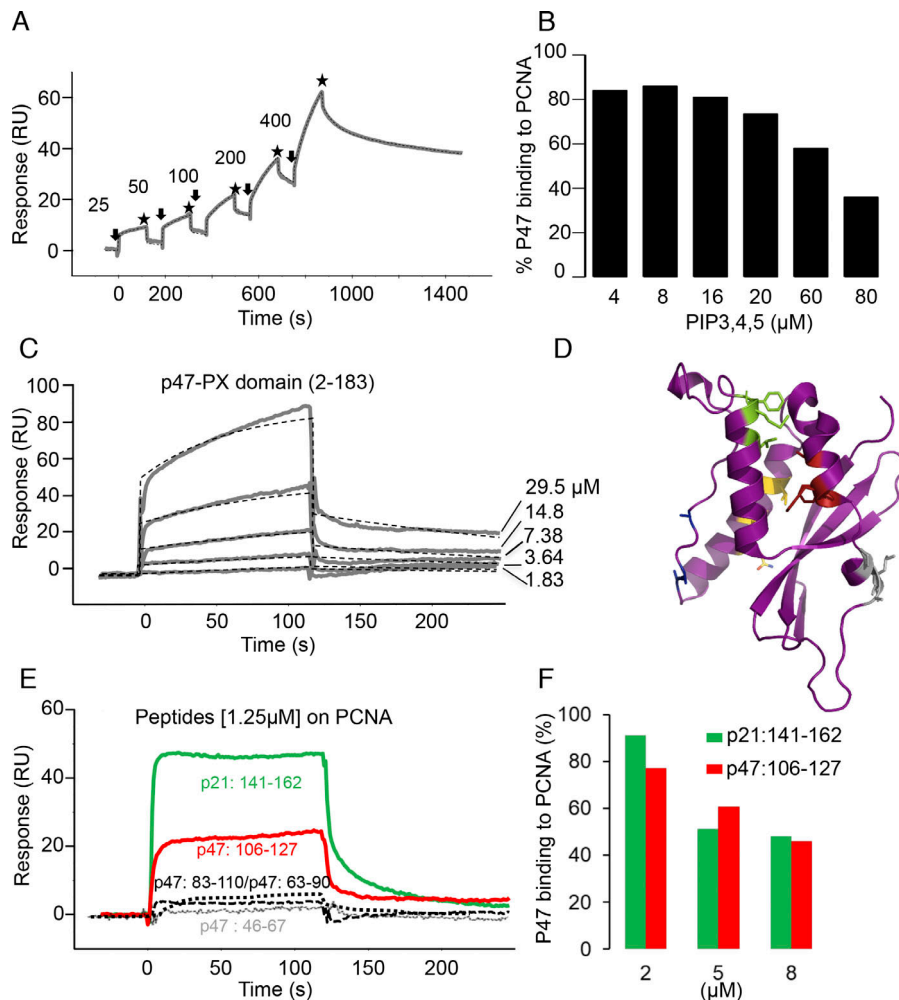 A
Response (RU)
60
40
20
0
25
50
100
200
400
0
200
600
800
1000
1400
Time (s)
B
% P47 binding to PCNA
100
80
60
40
20
0
4
8
16
20
60
80
PIP3,4,5 (µM)
C
p47-PX domain (2-183)
Response (RU)
100
80
60
40
20
0
29.5 µM
14.8
7.38
3.64
1.83
0
50
100
150
200
Time (s)
D
E
Peptides [1.25µM] on PCNA
Response (RU)
60
40
20
0
p21: 141-162
p47: 106-127
p47: 83-110/p47: 63-90
p47 : 46-67
0
50
100
150
200
Time (s)
F
P47 binding to PCNA (%)
100
80
60
40
20
0
p21:141-162
p47:106-127
2
5
8
(µM)